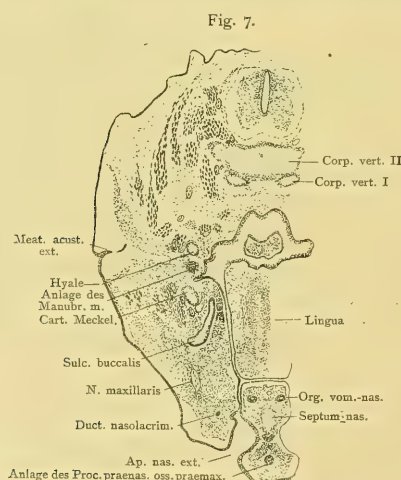 Fig. 7.
Corp. vert. II
Corp. vert. I
Meat. acust.
ext.
Hyale
Anlage des
Manubr. m.
Cart. Meckel.
Lingua
Sulc. buccalis
N. maxillaris
Org. vom.-nas.
Septum nas.
Duct. nasolacrim.
Ap. nas. ext.
Anlage des Proc. praenas. oss. praemax.